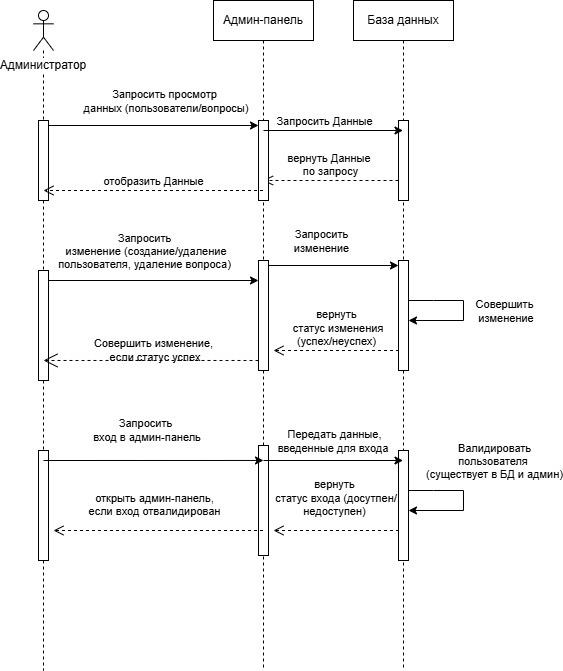 Админ-панель
База данных
Администратор
Запросить просмотр
данных (пользователи/вопросы)
Запросить Данные
вернуть Данные
по запросу
отобразить Данные
Запросить
изменение (создание/удаление
пользователя, удаление вопроса)
Запросить
изменение
Совершить
изменение
вернуть
статус изменения
(успех/неуспех)
Совершить изменение,
если статус успех
Запросить
вход в админ-панель
Передать данные,
введенные для входа
Валидировать
пользователя
(существует в БД и админ)
вернуть
статус входа (досутпен/
недоступен)
открыть админ-панель,
если вход отвалидирован